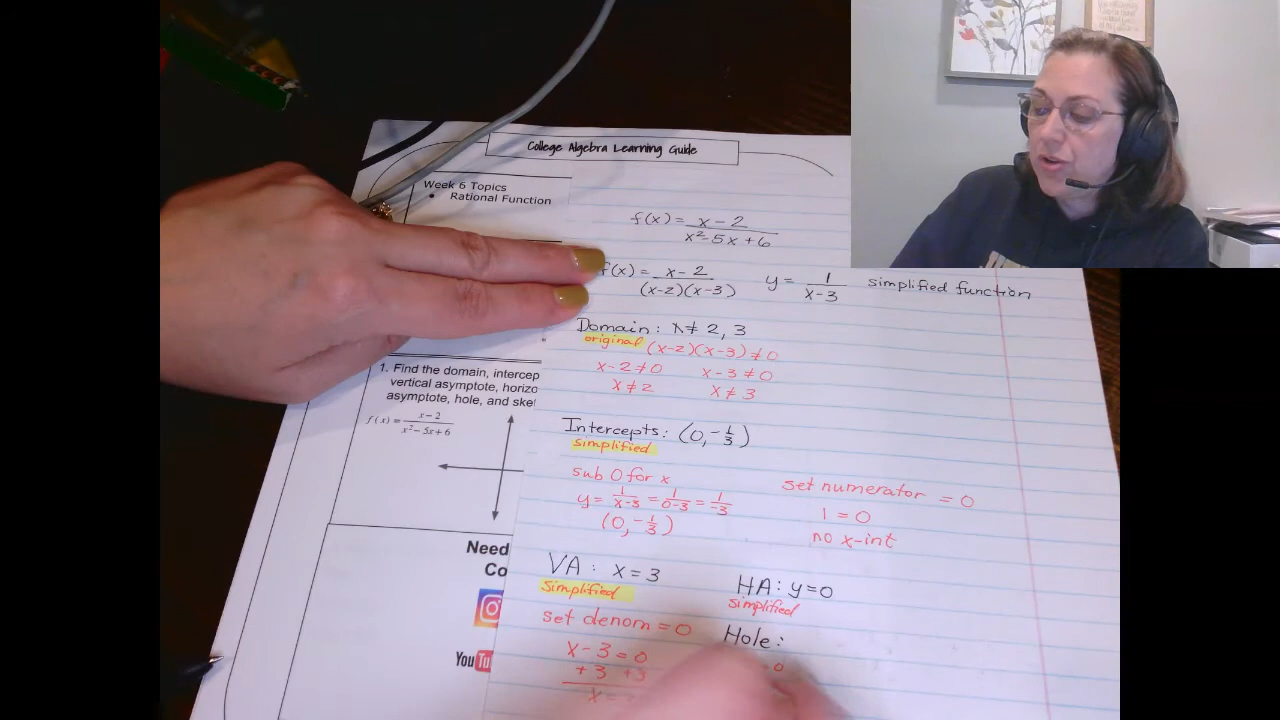 College Algebra Learning Guide
Week 6 Topics
• Rational Function
f(x) = x-2 / x²-5x+6
f(x) = x-2 / (x-2)(x-3) y = 1 / x-3 simplified function
Domain: x≠2, 3
original (x-2)(x-3)≠0
x-2≠0 x-3≠0
x≠2 x≠3
1. Find the domain,
vertical asymptote,
asymptote, hole, and
f(x) = x-2 / x²-5x+6
Intercepts: (0, -1/3)
simplified
sub 0 for x
y = 1/x-3 = 1/0-3 = 1/-3
(0, -1/3)
set numerator = 0
1 = 0
no x-int
Need
Co
YouTu
VA: x=3
simplified
set denom = 0
x-3=0
+3 +3
x =
HA: y=0
simplified
Hole: